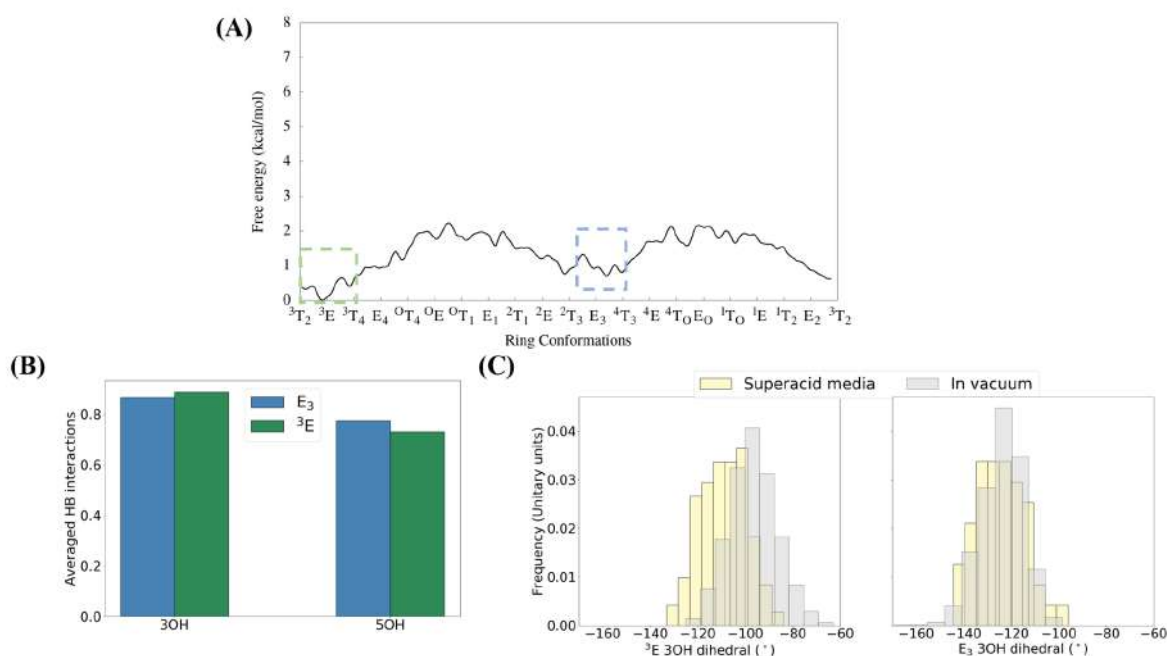 (A)
Free energy (kcal/mol)
8
7
6
5
4
3
2
1
0
³T₂ ³E ³T₄ E₄ ᴼT₄ ᴼE ᴼT₁ E₁ ²T₁ ²E ²T₃ E₃ ⁴T₃ ⁴E ⁴Tₒ Eₒ ¹Tₒ ¹E ¹T₂ E₂ ³T₂
Ring Conformations
(B)
Averaged HB interactions
0.8
0.6
0.4
0.2
0.0
E₃
³E
3OH 5OH
(C)
Superacid media In vacuum
Frequency (Unitary units)
0.04
0.03
0.02
0.01
0.00
−160 −140 −120 −100 −80 −60
³E 3OH dihedral (°)
−160 −140 −120 −100 −80 −60
E₃ 3OH dihedral (°)